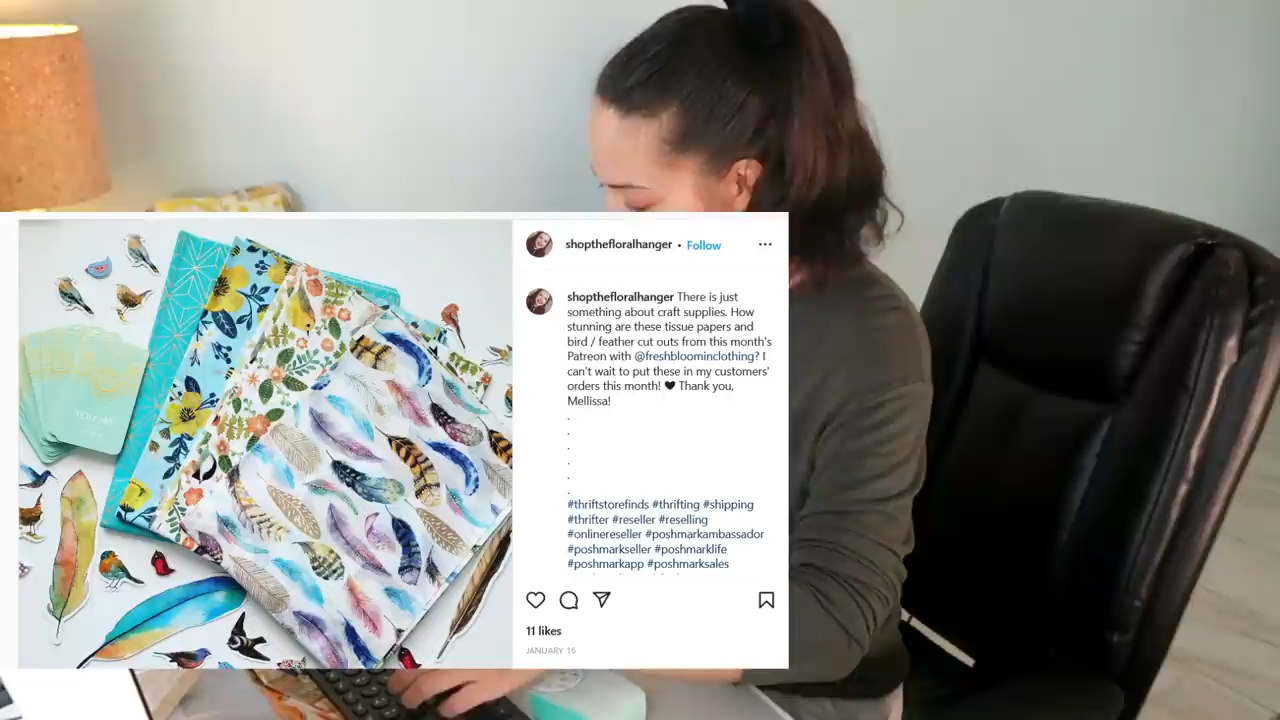 shopthefloralhanger • Follow
shopthefloralhanger There is just
something about craft supplies. How
stunning are these tissue papers and
bird / feather cut outs from this month's
Patreon with @freshbloominclothing? I
can't wait to put these in my customers'
orders this month! ♥ Thank you,
Mellissa!
.
.
.
.
.
.
#thriftstorefinds #thrifting #shipping
#thrifter #reseller #reselling
#onlinereseller #poshmarkambassador
#poshmarkseller #poshmarklife
#poshmarkapp #poshmarksales
11 likes
JANUARY 16